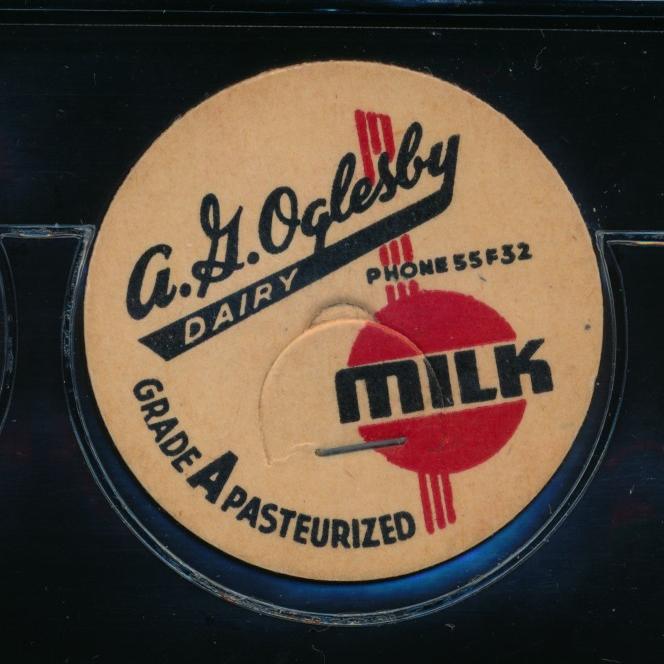 A.G. Oglesby
DAIRY
PHONE 55F32
MILK
GRADE A PASTEURIZED